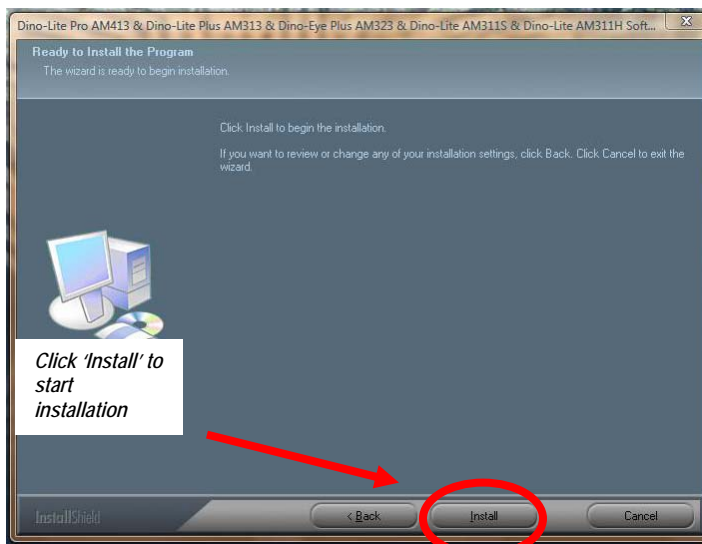 Dino-Lite Pro AM413 & Dino-Lite Plus AM313 & Dino-Eye Plus AM323 & Dino-Lite AM311S & Dino-Lite AM311H Soft...
Ready to Install the Program
The wizard is ready to begin installation.
Click Install to begin the installation.
If you want to review or change any of your installation settings, click Back. Click Cancel to exit the
wizard.
Click ‘Install’ to
start
installation
InstallShield
< Back
Install
Cancel